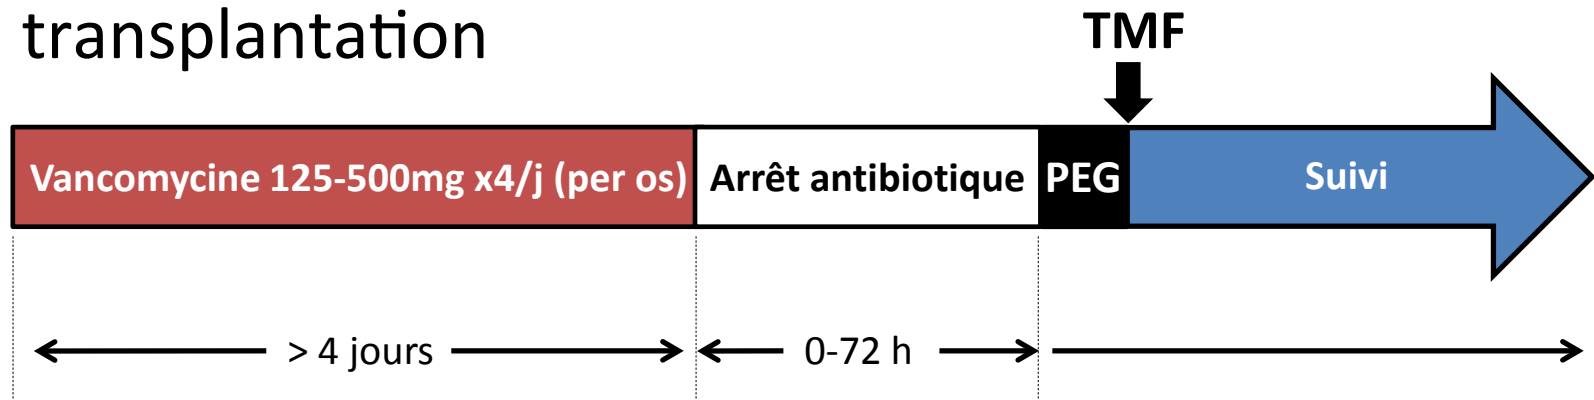 transplantation
TMF
Vancomycine 125-500mg x4/j (per os)
Arrêt antibiotique
PEG
Suivi
> 4 jours
0-72 h